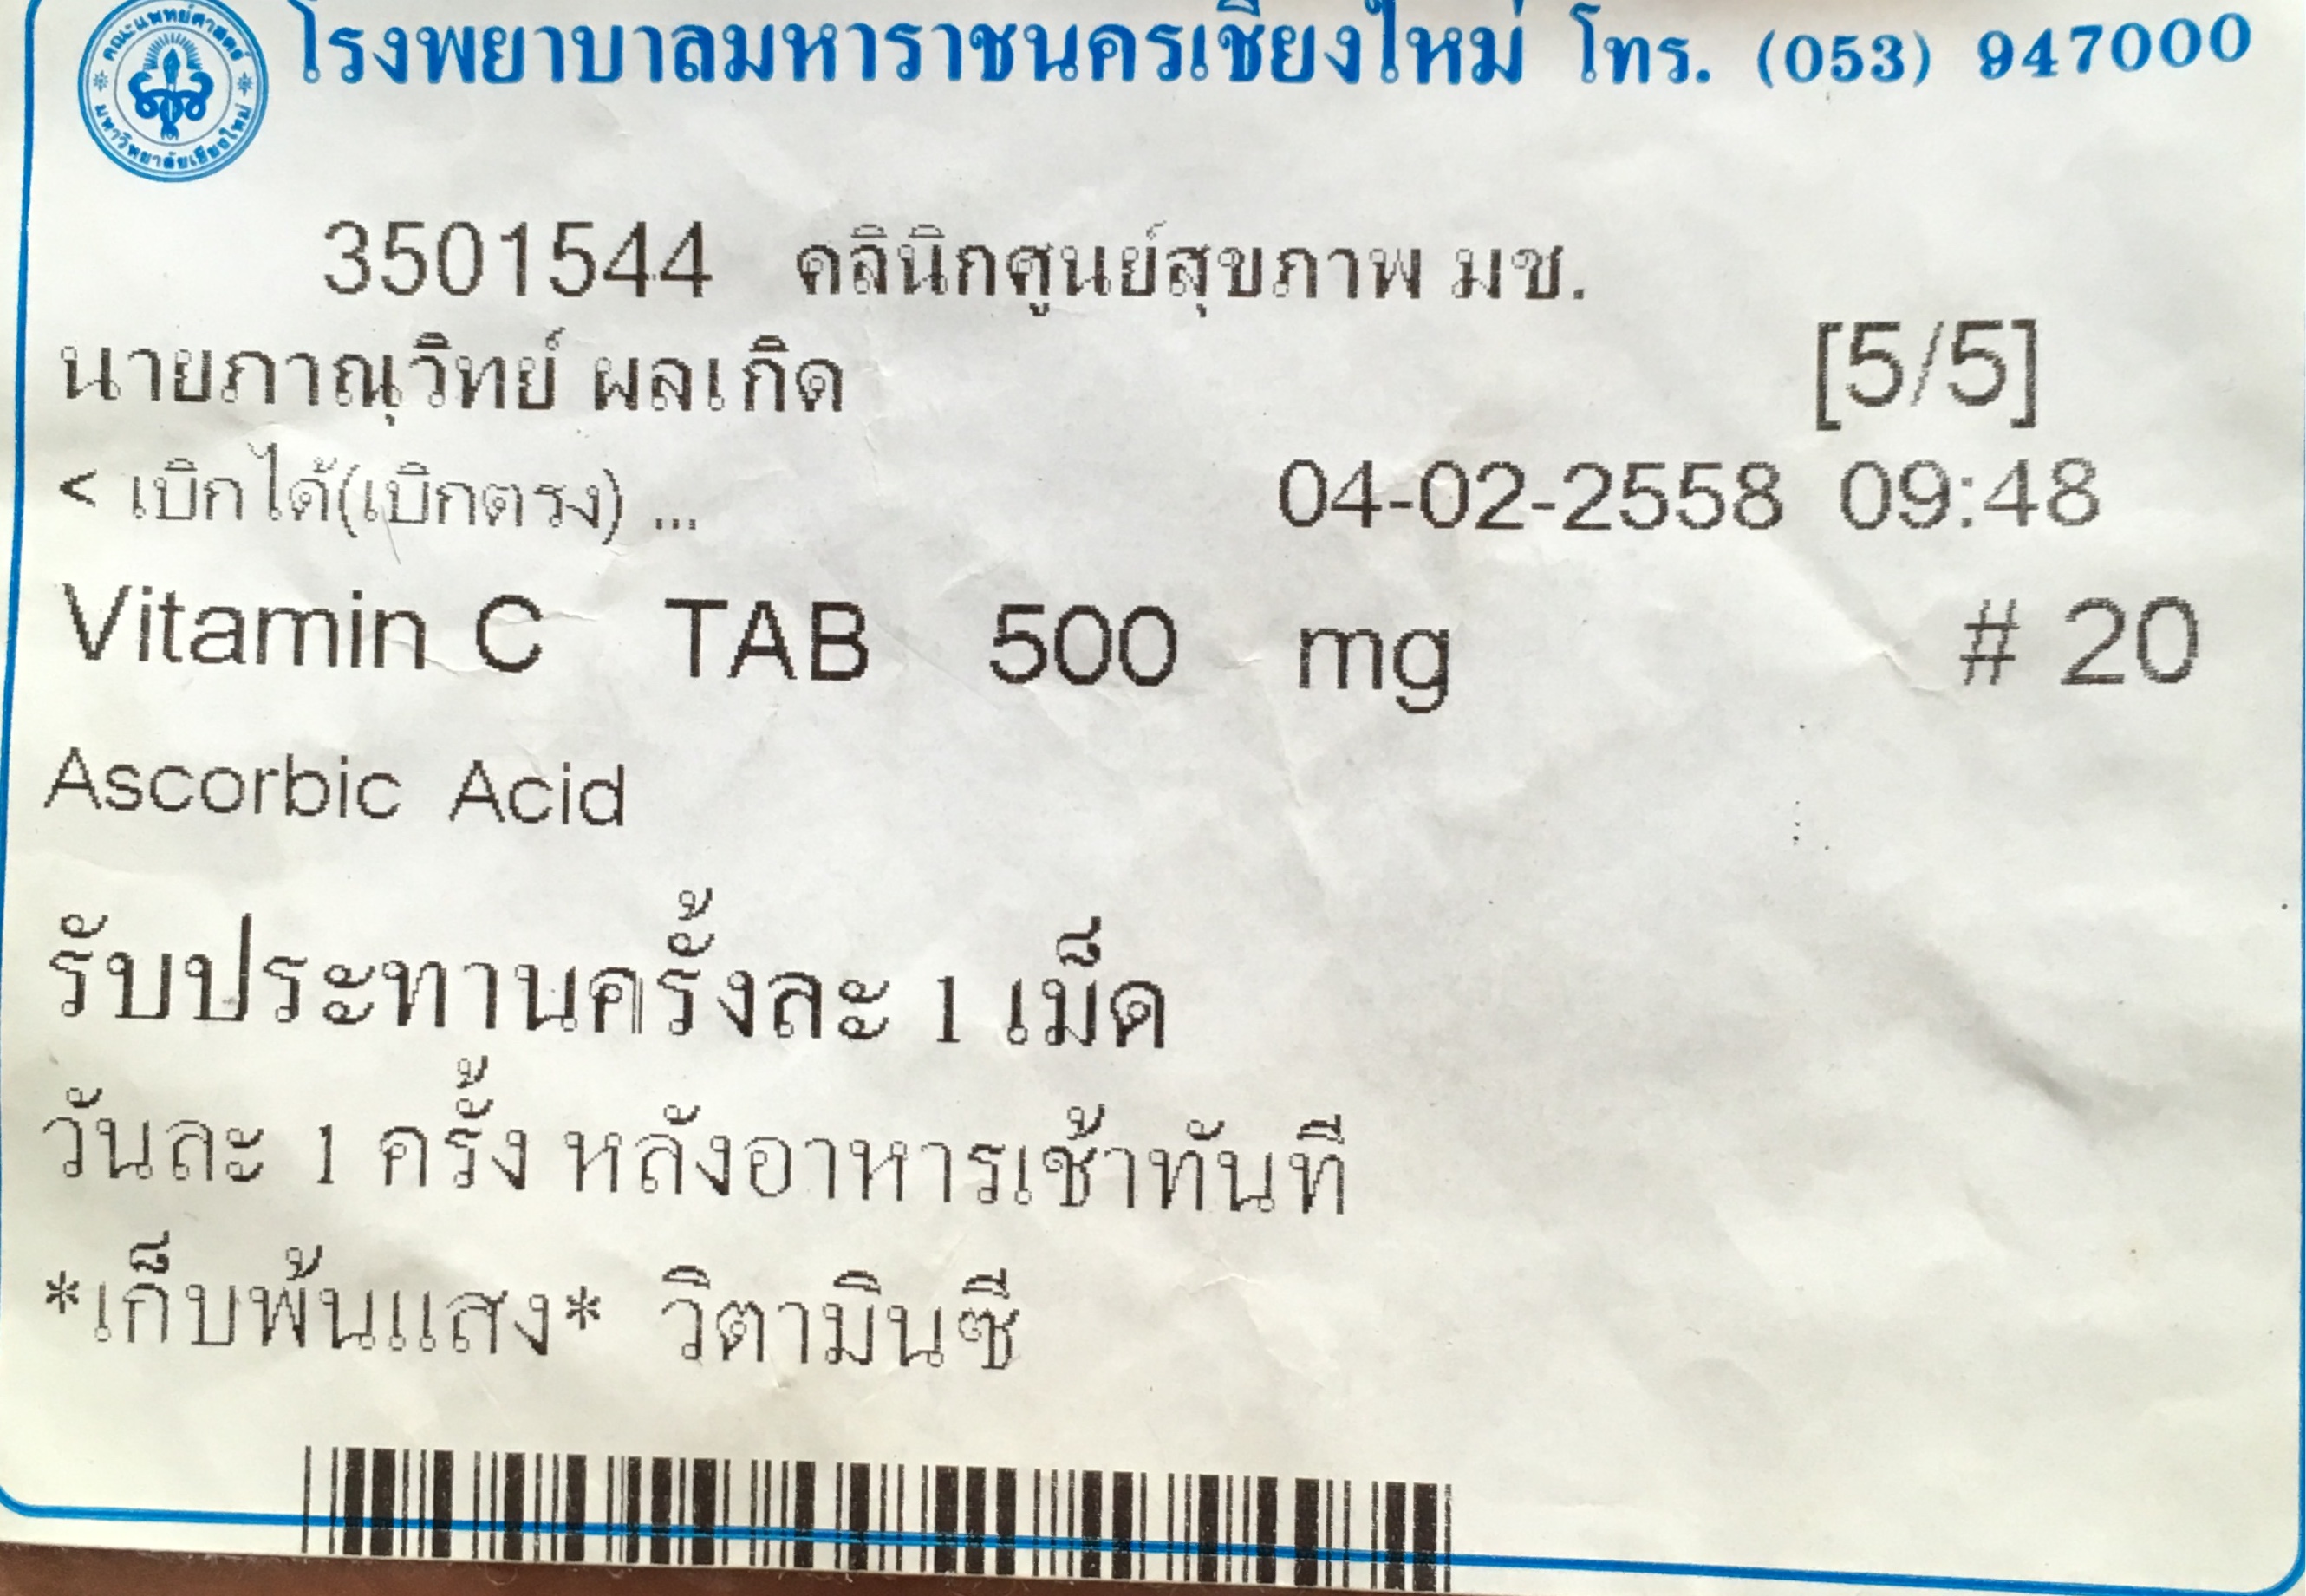 โรงพยาบาลมหาราชนครเชียงใหม่ โทร. (053) 947000
คณะแพทยศาสตร์
มหาวิทยาลัยเชียงใหม่
3501544 คลินิกศูนย์สุขภาพ มช.
นายภาณุวิทย์ ผลเกิด [5/5]
< เบิกได้(เบิกตรง) ... 04-02-2558 09:48
Vitamin C TAB 500 mg # 20
Ascorbic Acid
รับประทานครั้งละ 1 เม็ด
วันละ 1 ครั้ง หลังอาหารเช้าทันที
*เก็บพ้นแสง* วิตามินซี